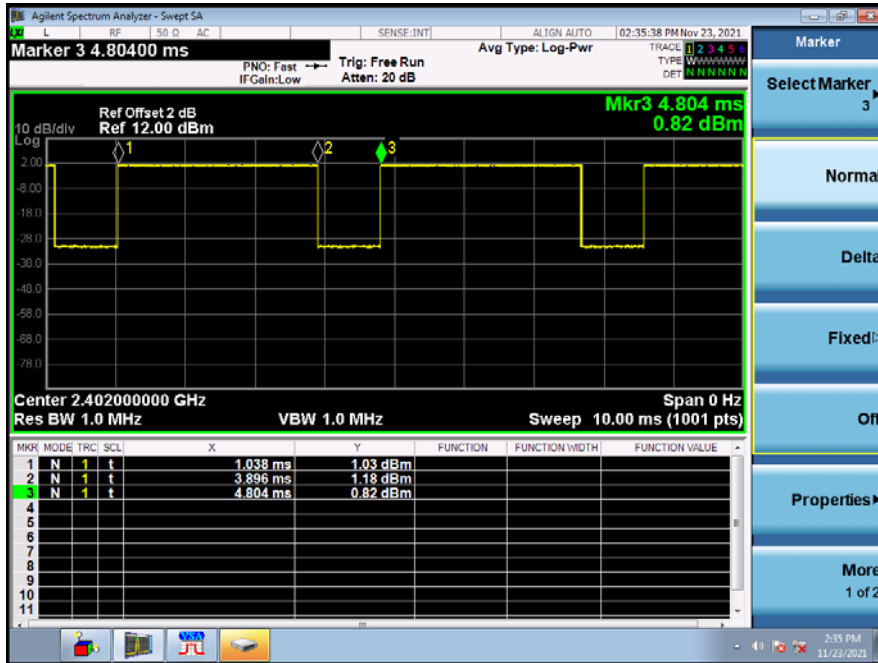 Agilent Spectrum Analyzer - Swept SA
LXI L RF 50 Ω AC SENSE:INT ALIGN AUTO 02:35:38 PM Nov 23, 2021
Marker 3 4.80400 ms
PNO: Fast
IFGain:Low
Trig: Free Run
Atten: 20 dB
Avg Type: Log-Pwr
TRACE 1 2 3 4 5 6
TYPE WWWWWW
DET N N N N N N
Ref Offset 2 dB
10 dB/div Ref 12.00 dBm
Log
Mkr3 4.804 ms
0.82 dBm
1 2 3
2.00
-8.00
-18.0
-28.0
-38.0
-48.0
-58.0
-68.0
-78.0
Center 2.402000000 GHz Span 0 Hz
Res BW 1.0 MHz VBW 1.0 MHz Sweep 10.00 ms (1001 pts)
MKR MODE TRC SCL X Y FUNCTION FUNCTION WIDTH FUNCTION VALUE
1 N 1 t 1.038 ms 1.03 dBm
2 N 1 t 3.896 ms 1.18 dBm
3 N 1 t 4.804 ms 0.82 dBm
4
5
6
7
8
9
10
11
Marker
Select Marker
3
Normal
Delta
Fixed
Off
Properties
More
1 of 2
VSA
2:35 PM
11/23/2021